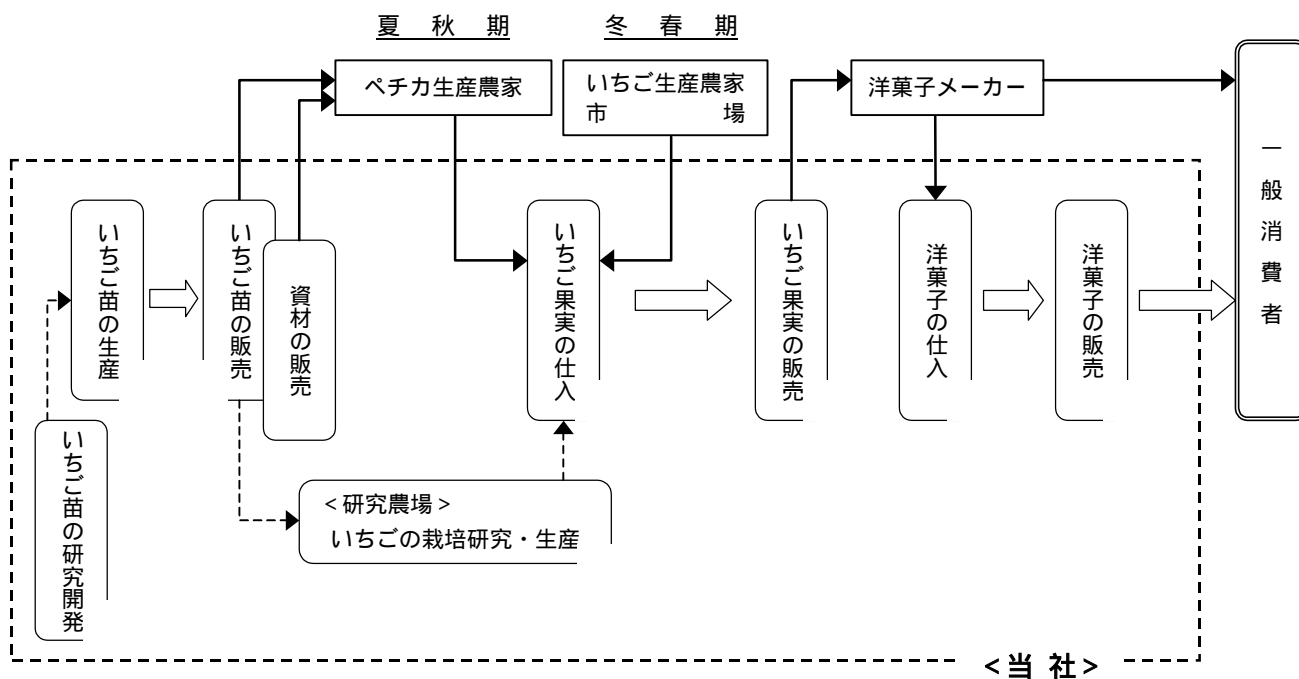 夏 秋 期
冬 春 期
ペチカ生産農家
いちご生産農家
市 場
洋菓子メーカー
一般消費者
いちご苗の生産
いちご苗の販売
資材の販売
いちご果実の仕入
いちご果実の販売
洋菓子の仕入
洋菓子の販売
いちご苗の研究開発
<研究農場>
いちごの栽培研究・生産
<当 社>